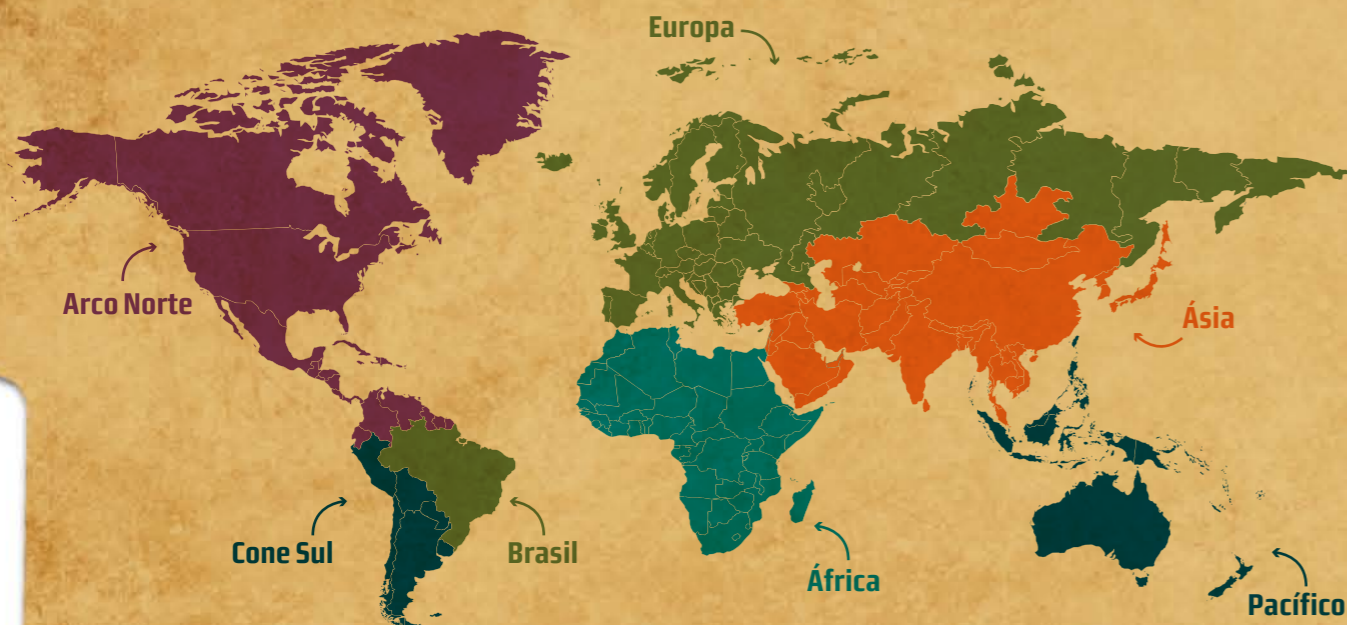 Europa
Arco Norte
Ásia
Cone Sul
Brasil
África
Pacífico